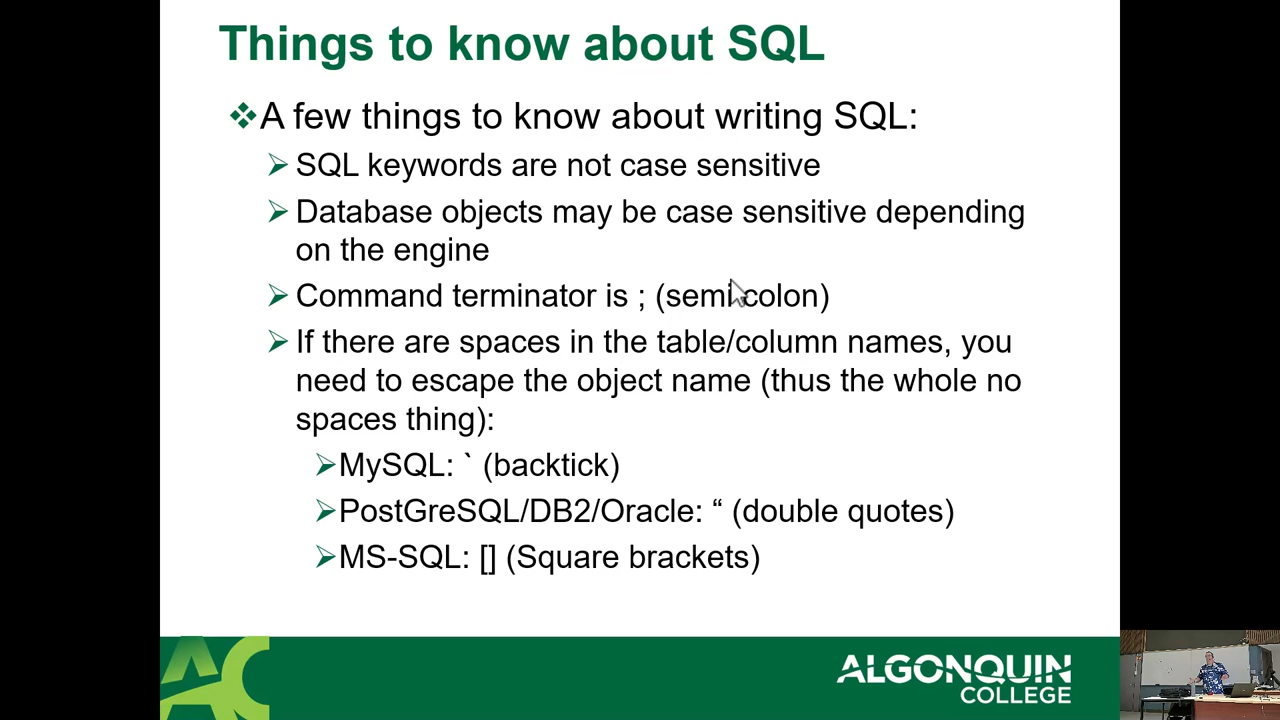 Things to know about SQL
A few things to know about writing SQL:
SQL keywords are not case sensitive
Database objects may be case sensitive depending
on the engine
Command terminator is ; (semicolon)
If there are spaces in the table/column names, you
need to escape the object name (thus the whole no
spaces thing):
MySQL: ` (backtick)
PostGreSQL/DB2/Oracle: “ (double quotes)
MS-SQL: [] (Square brackets)
AC
ALGONQUIN
COLLEGE